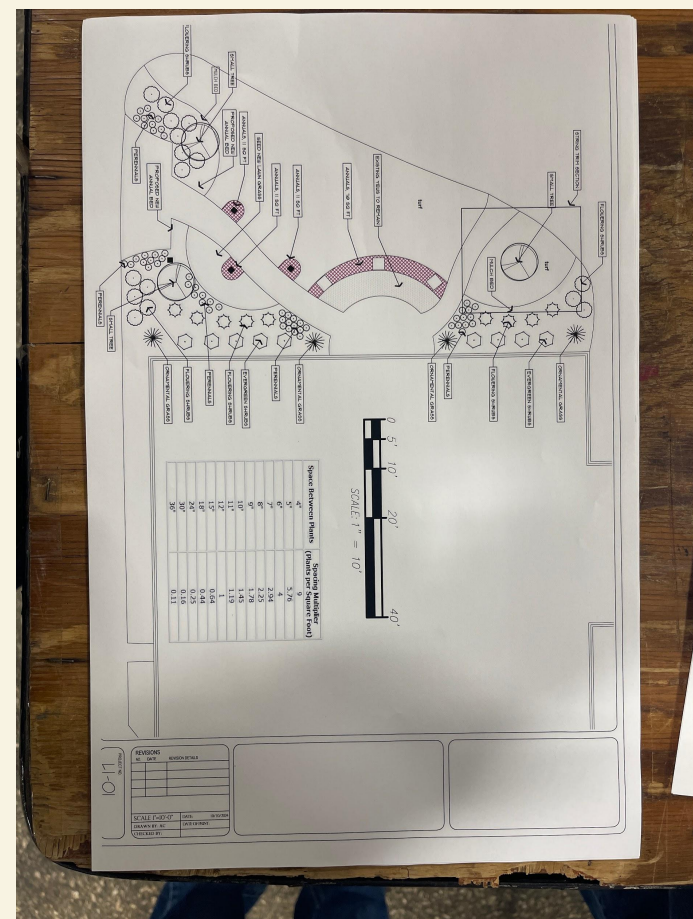 FLOWERING SHRUBS
SMALL TREE
MULCH BED
PROPOSED NEW
ANNUAL BED
ANNUALS, 11 SQ FT
SEED NEW LAWN GRASS
ANNUALS, 11 SQ FT
ANNUALS, 11 SQ FT
EXISTING YEWS TO REMAIN
turf
STRING TRIM SECTION
SMALL TREE
FLOWERING SHRUBS
turf
MULCH BED
PERENNIALS
PROPOSED NEW
ANNUAL BED
PERENNIALS
SMALL TREE
ORNAMENTAL GRASS
FLOWERING SHRUBS
PERENNIALS
FLOWERING SHRUBS
EVERGREEN SHRUBS
PERENNIALS
ORNAMENTAL GRASS
ORNAMENTAL GRASS
PERENNIALS
FLOWERING SHRUBS
EVERGREEN SHRUBS
ORNAMENTAL GRASS
0 5' 10' 20' 40'
SCALE: 1" = 10'
Space Between Plants Spacing Multiplier
(Plants per Square Foot)
4" 9
5" 5.76
6" 4
7" 2.94
8" 2.25
9" 1.78
10" 1.45
11" 1.19
12" 1
15" 0.64
18" 0.44
24" 0.25
30" 0.16
36" 0.11
REVISIONS
DATE REVISION DETAILS
SCALE 1"=10'-0" DATE:
DRAWN BY: AC
CHECKED BY:
PROJECT NO.
L1-01